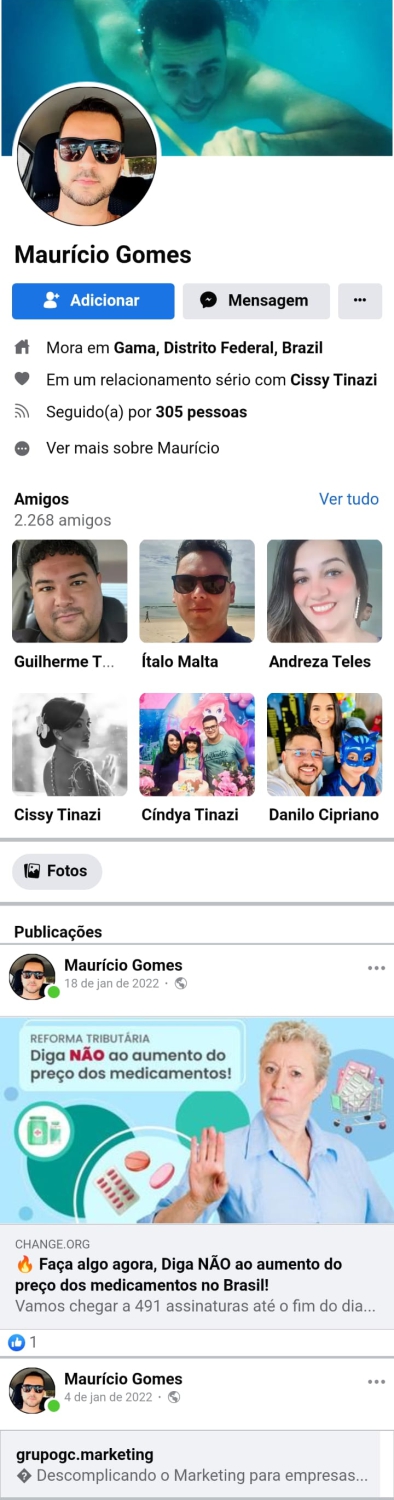 Maurício Gomes
Adicionar
Mensagem
Mora em Gama, Distrito Federal, Brazil
Em um relacionamento sério com Cissy Tinazi
Seguido(a) por 305 pessoas
Ver mais sobre Maurício
Amigos
Ver tudo
2.268 amigos
Guilherme T...
Ítalo Malta
Andreza Teles
Cissy Tinazi
Cíndya Tinazi
Danilo Cipriano
Fotos
Publicações
Maurício Gomes
18 de jan de 2022 ·
REFORMA TRIBUTÁRIA
Diga NÃO ao aumento do
preço dos medicamentos!
CHANGE.ORG
🔥 Faça algo agora, Diga NÃO ao aumento do
preço dos medicamentos no Brasil!
Vamos chegar a 491 assinaturas até o fim do dia...
1
Maurício Gomes
4 de jan de 2022 ·
grupogc.marketing
� Descomplicando o Marketing para empresas...